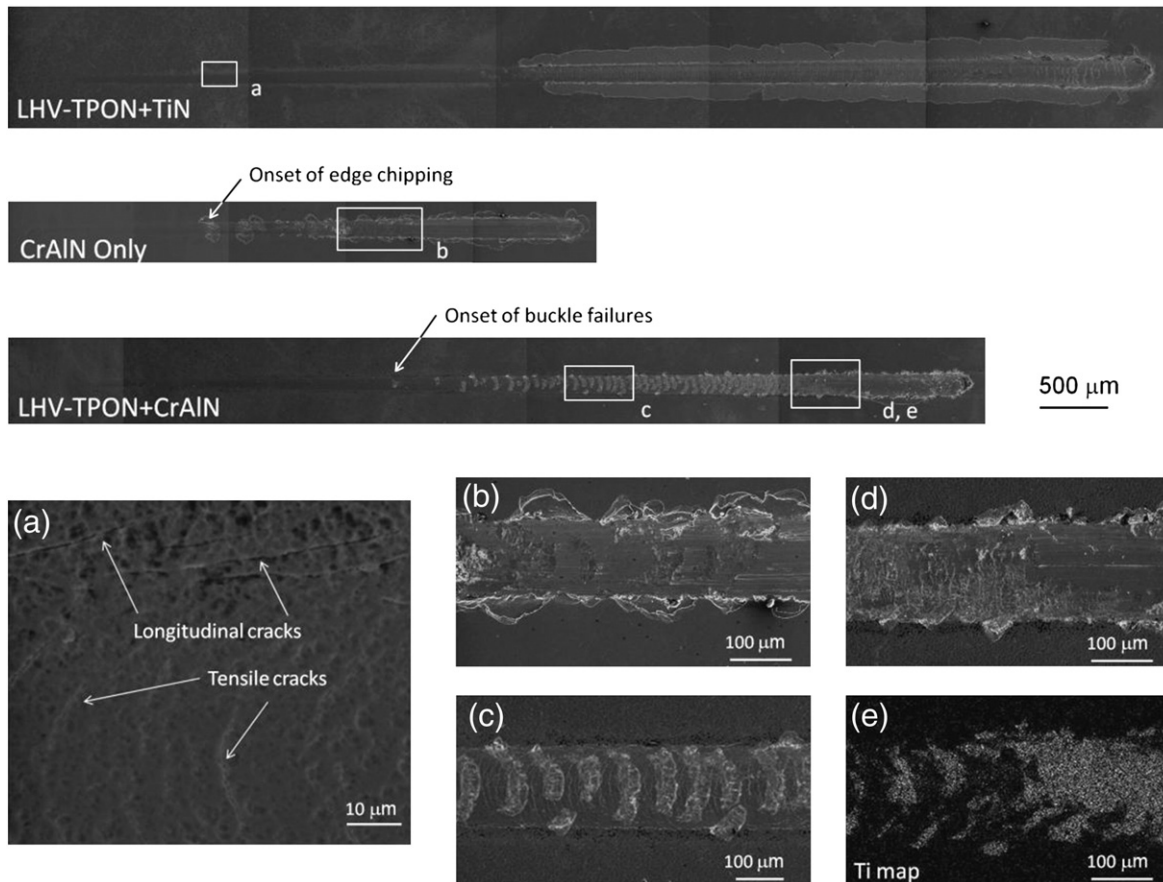 a
LHV-TPON+TiN
Onset of edge chipping
CrAlN Only
b
Onset of buckle failures
LHV-TPON+CrAlN
c
d, e
500 μm
(a)
Longitudinal cracks
Tensile cracks
10 μm
(b)
100 μm
(d)
100 μm
(c)
100 μm
(e)
Ti map
100 μm